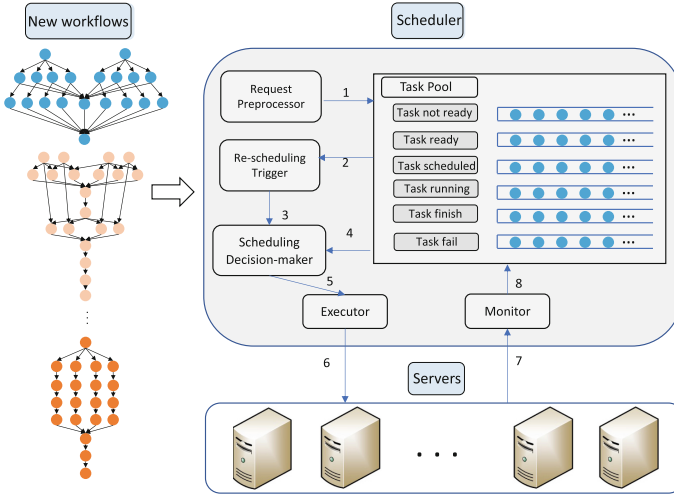 New workflows
Scheduler
Request
Preprocessor
1
Task Pool
Task not ready
...
Task ready
...
Re-scheduling
Trigger
2
Task scheduled
...
Task running
...
3
Task finish
...
Scheduling
Decision-maker
4
Task fail
...
5
8
Executor
Monitor
6
7
Servers